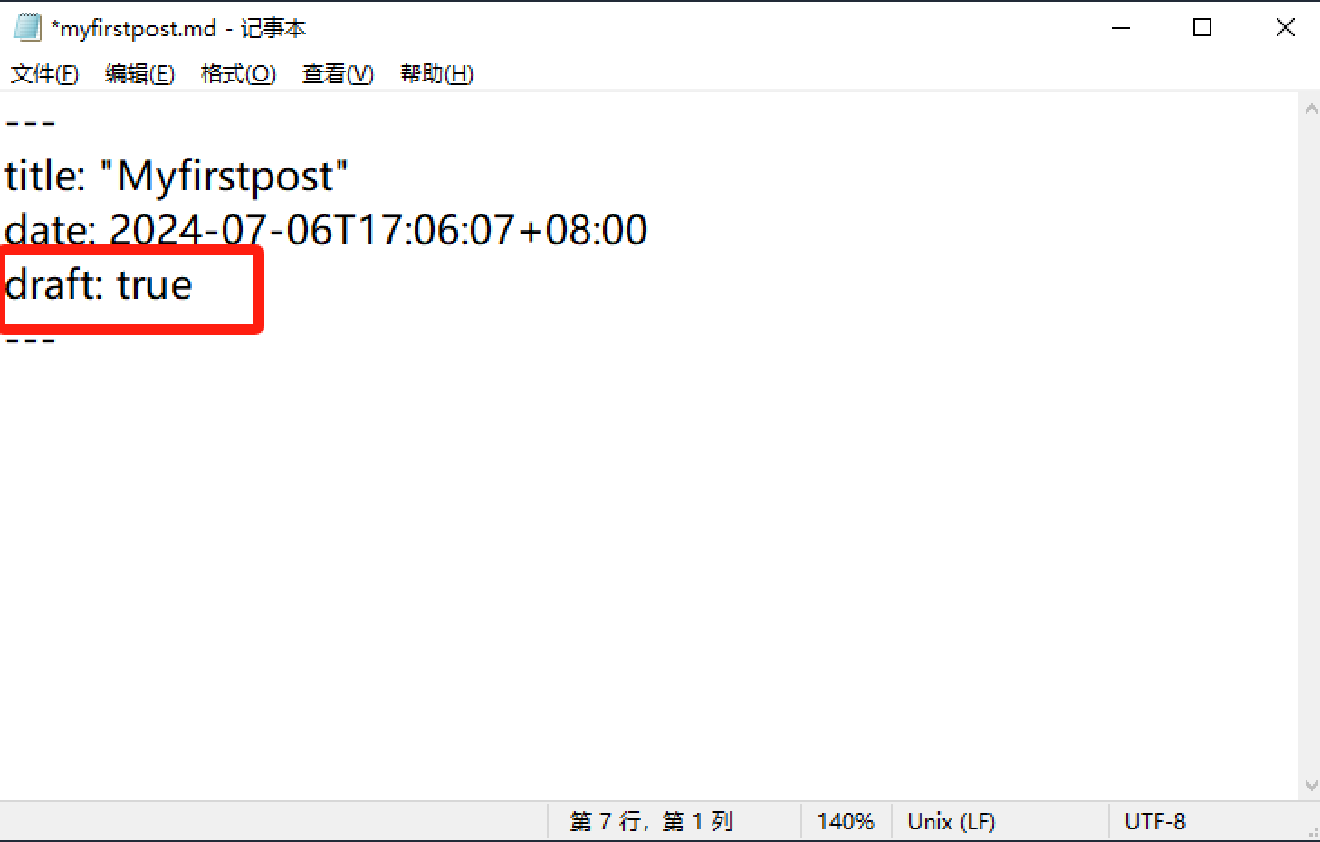 *myfirstpost.md - 记事本
文件(F) 编辑(E) 格式(O) 查看(V) 帮助(H)
---
title: "Myfirstpost"
date: 2024-07-06T17:06:07+08:00
draft: true
---
第 7 行，第 1 列 140% Unix (LF) UTF-8